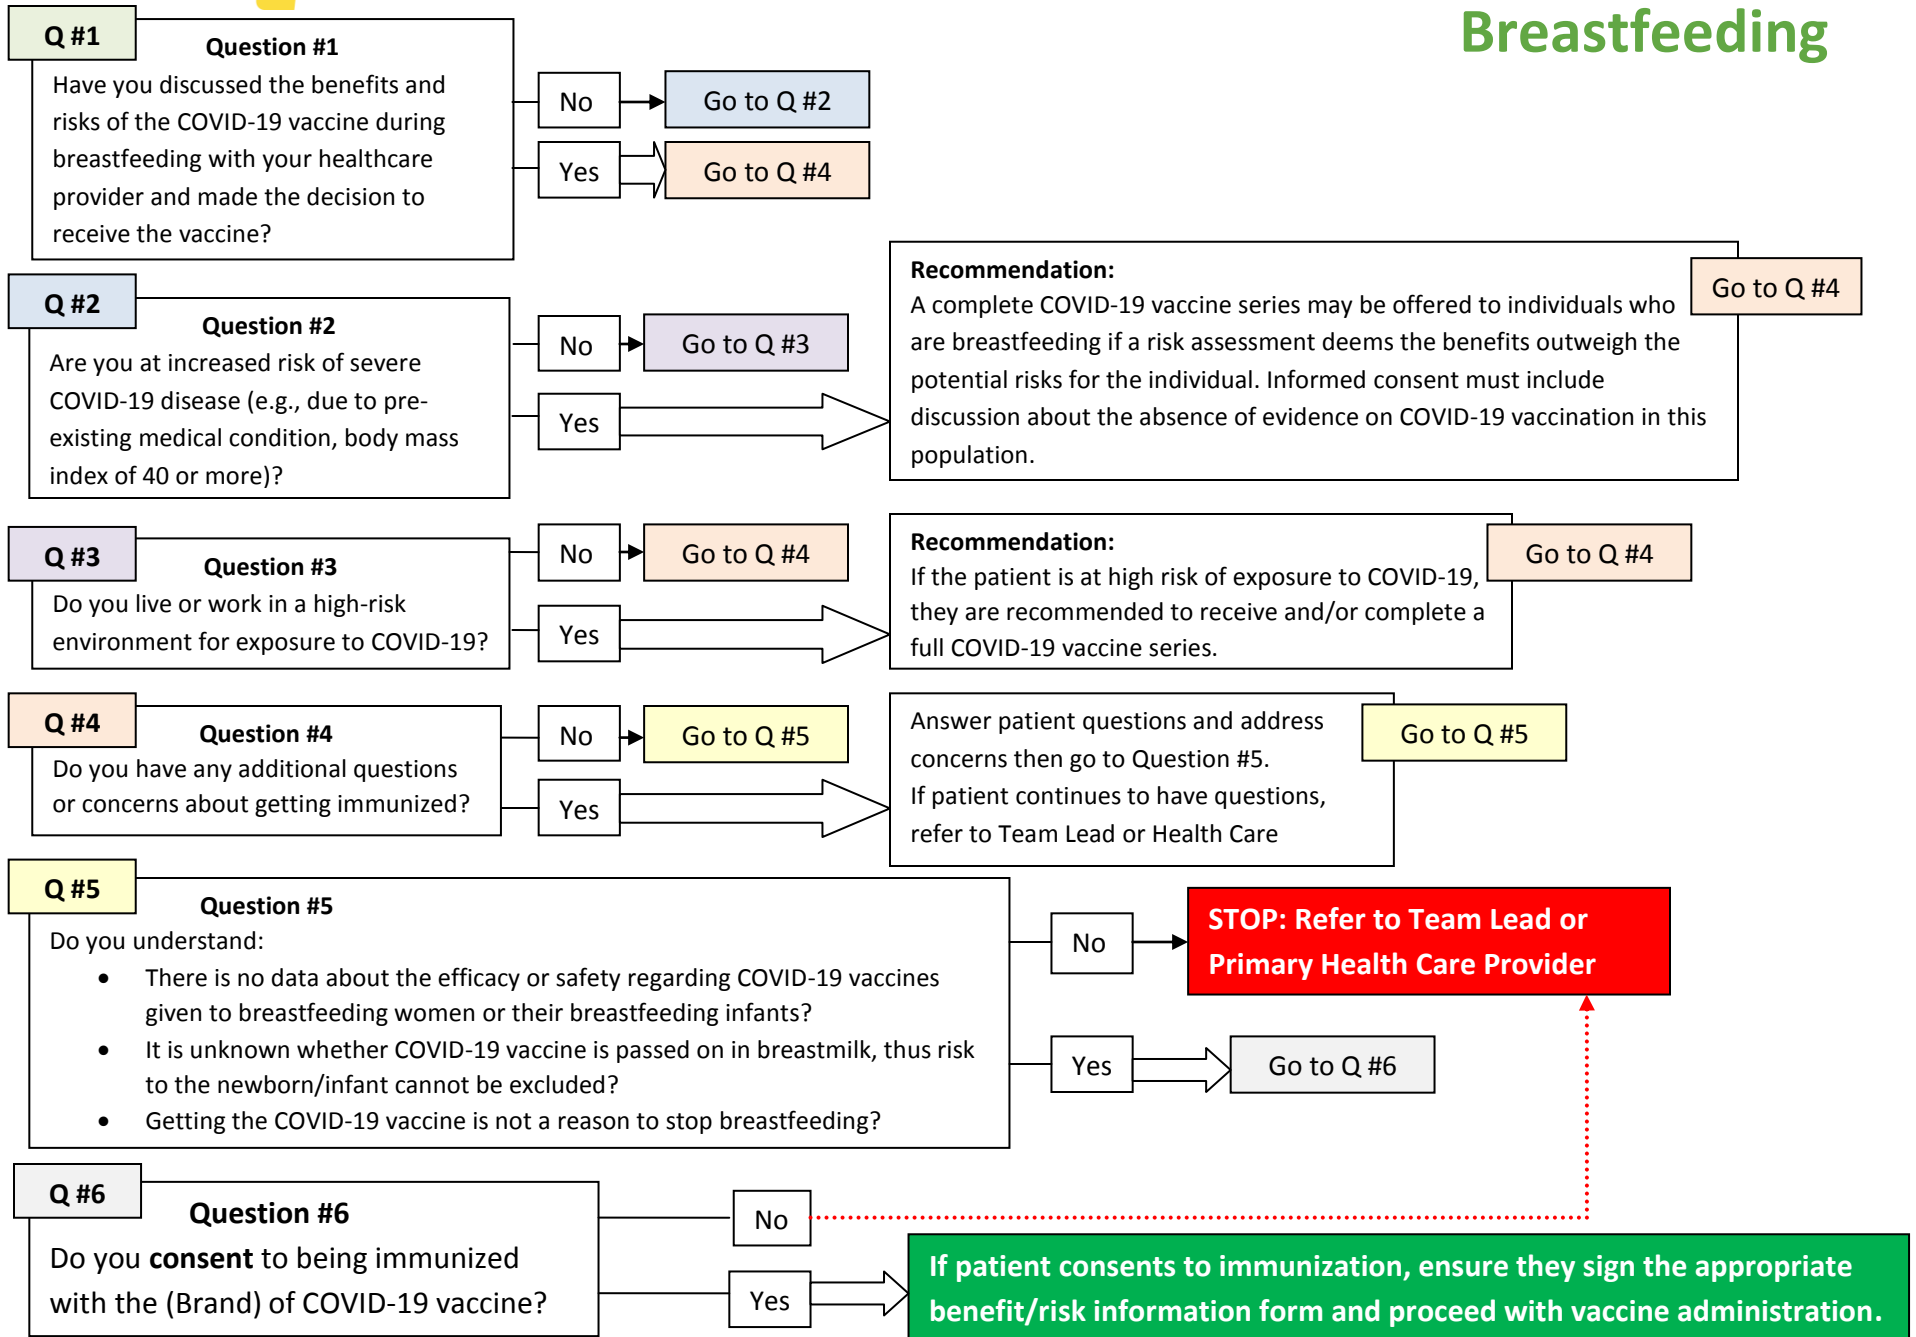 Breastfeeding
Q #1
Question #1
Have you discussed the benefits and
risks of the COVID-19 vaccine during
breastfeeding with your healthcare
provider and made the decision to
receive the vaccine?
No
Go to Q #2
Yes
Go to Q #4
Q #2
Question #2
Are you at increased risk of severe
COVID-19 disease (e.g., due to pre-
existing medical condition, body mass
index of 40 or more)?
No
Go to Q #3
Yes
Recommendation:
A complete COVID-19 vaccine series may be offered to individuals who
are breastfeeding if a risk assessment deems the benefits outweigh the
potential risks for the individual. Informed consent must include
discussion about the absence of evidence on COVID-19 vaccination in this
population.
Go to Q #4
Q #3
Question #3
Do you live or work in a high-risk
environment for exposure to COVID-19?
No
Go to Q #4
Yes
Recommendation:
If the patient is at high risk of exposure to COVID-19,
they are recommended to receive and/or complete a
full COVID-19 vaccine series.
Go to Q #4
Q #4
Question #4
Do you have any additional questions
or concerns about getting immunized?
No
Go to Q #5
Yes
Answer patient questions and address
concerns then go to Question #5.
If patient continues to have questions,
refer to Team Lead or Health Care
Go to Q #5
Q #5
Question #5
Do you understand:
• There is no data about the efficacy or safety regarding COVID-19 vaccines
given to breastfeeding women or their breastfeeding infants?
• It is unknown whether COVID-19 vaccine is passed on in breastmilk, thus risk
to the newborn/infant cannot be excluded?
• Getting the COVID-19 vaccine is not a reason to stop breastfeeding?
No
STOP: Refer to Team Lead or
Primary Health Care Provider
Yes
Go to Q #6
Q #6
Question #6
Do you consent to being immunized
with the (Brand) of COVID-19 vaccine?
No
Yes
If patient consents to immunization, ensure they sign the appropriate
benefit/risk information form and proceed with vaccine administration.